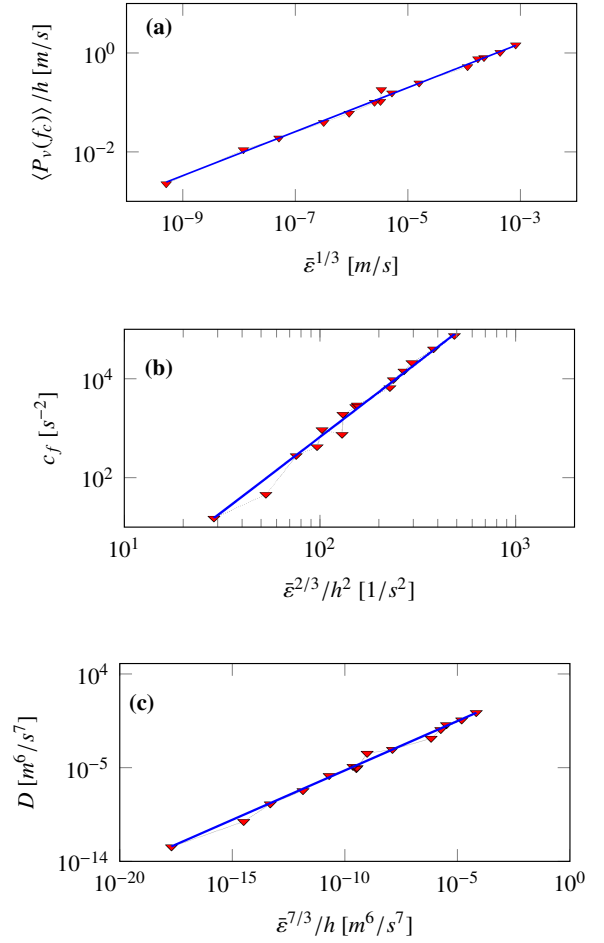 (a)
10^0
10^{-2}
⟨P_ν(f_c)⟩/h [m/s]
10^{-9} 10^{-7} 10^{-5} 10^{-3}
ε̄^{1/3} [m/s]
(b)
10^4
10^2
c_f [s^{-2}]
10^1 10^2 10^3
ε̄^{2/3}/h^2 [1/s^2]
(c)
10^4
10^{-5}
10^{-14}
D [m^6/s^7]
10^{-20} 10^{-15} 10^{-10} 10^{-5} 10^0
ε̄^{7/3}/h [m^6/s^7]